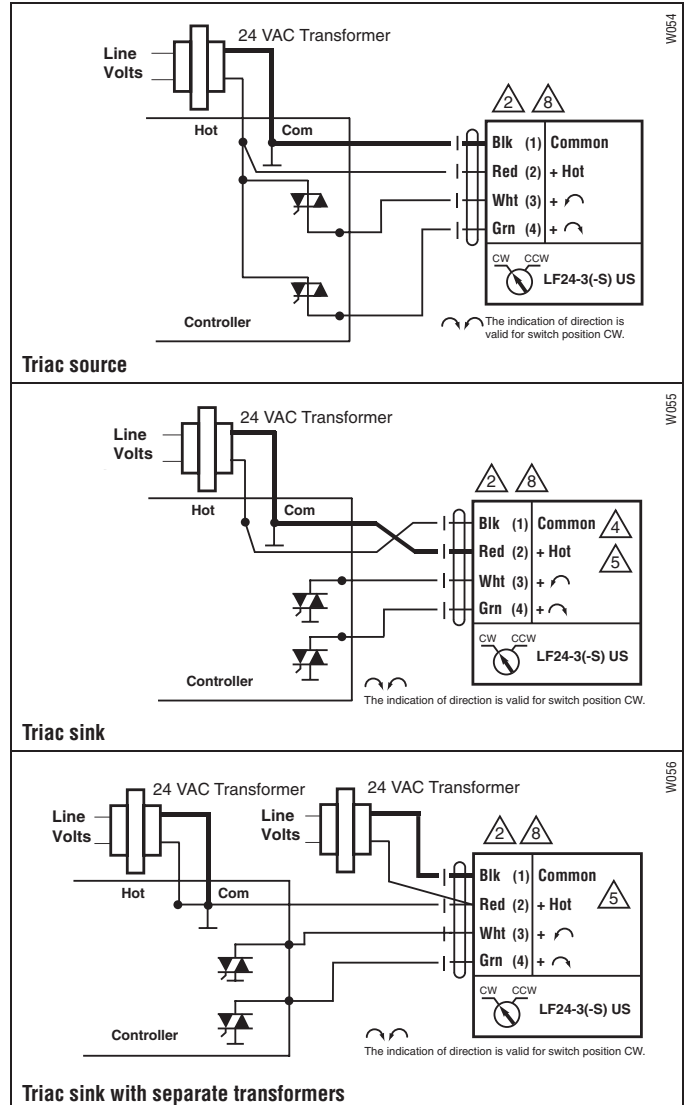 W054
24 VAC Transformer
Line
Volts
Hot
Com
2
8
Blk (1) Common
Red (2) + Hot
Wht (3) +
Grn (4) +
CW CCW
LF24-3(-S) US
The indication of direction is
valid for switch position CW.
Controller
Triac source
W055
24 VAC Transformer
Line
Volts
Hot
Com
2
8
Blk (1) Common
4
Red (2) + Hot
5
Wht (3) +
Grn (4) +
CW CCW
LF24-3(-S) US
Controller
The indication of direction is valid for switch position CW.
Triac sink
W056
24 VAC Transformer
24 VAC Transformer
Line
Volts
Line
Volts
Hot
Com
2
8
Blk (1) Common
Red (2) + Hot
5
Wht (3) +
Grn (4) +
CW CCW
LF24-3(-S) US
Controller
The indication of direction is valid for switch position CW.
Triac sink with separate transformers